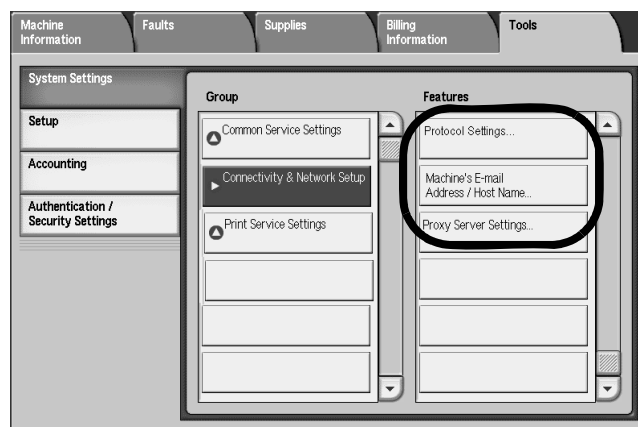 Machine
Information
Faults
Supplies
Billing
Information
Tools
System Settings
Setup
Accounting
Authentication /
Security Settings
Group
Common Service Settings
Connectivity & Network Setup
Print Service Settings
Features
Protocol Settings...
Machine's E-mail
Address / Host Name...
Proxy Server Settings...